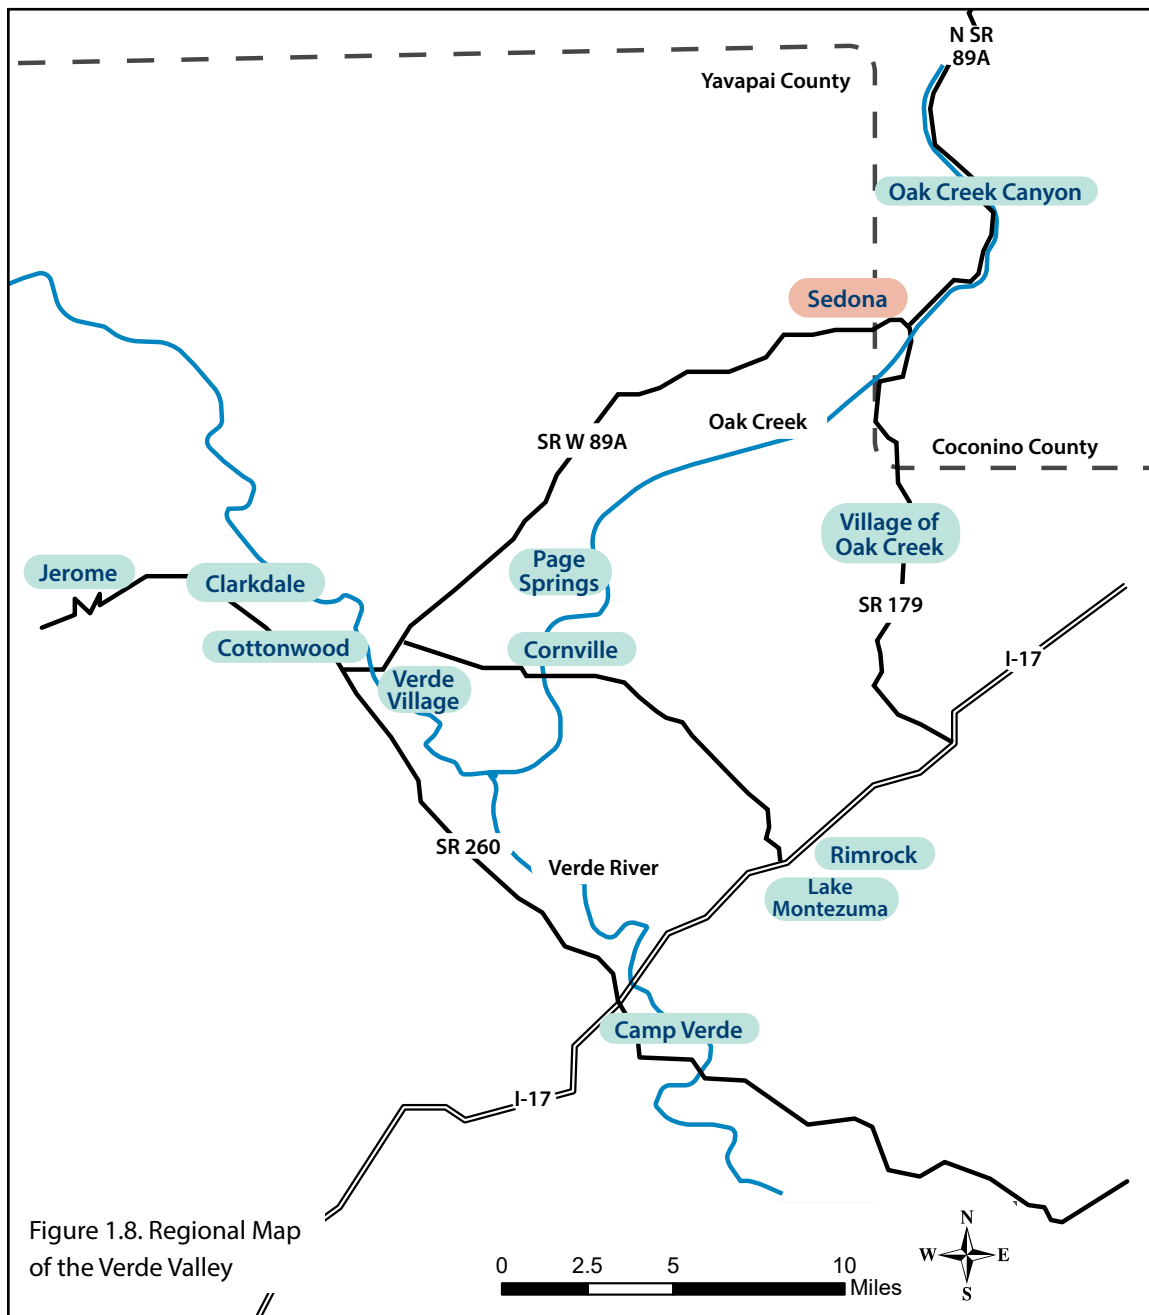 N SR
89A
Yavapai County
Oak Creek Canyon
Sedona
Oak Creek
SR W 89A
Coconino County
Village of
Oak Creek
Page
Springs
Jerome
Clarkdale
SR 179
Cottonwood
Cornville
I-17
Verde
Village
SR 260
Verde River
Rimrock
Lake
Montezuma
Camp Verde
I-17
Figure 1.8. Regional Map
of the Verde Valley
N
W E
S
0 2.5 5 10
Miles